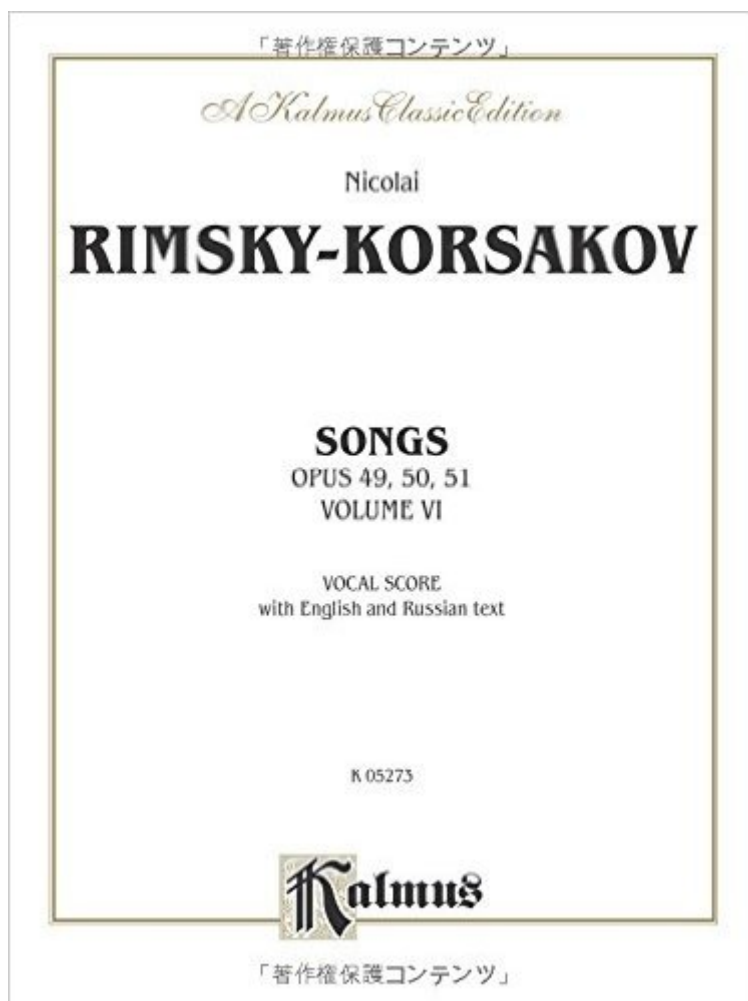 「著作権保護コンテンツ」
A Kalmus Classic Edition
Nicolai
RIMSKY-KORSAKOV
SONGS
OPUS 49, 50, 51
VOLUME VI
VOCAL SCORE
with English and Russian text
K 05273
Kalmus
「著作権保護コンテンツ」